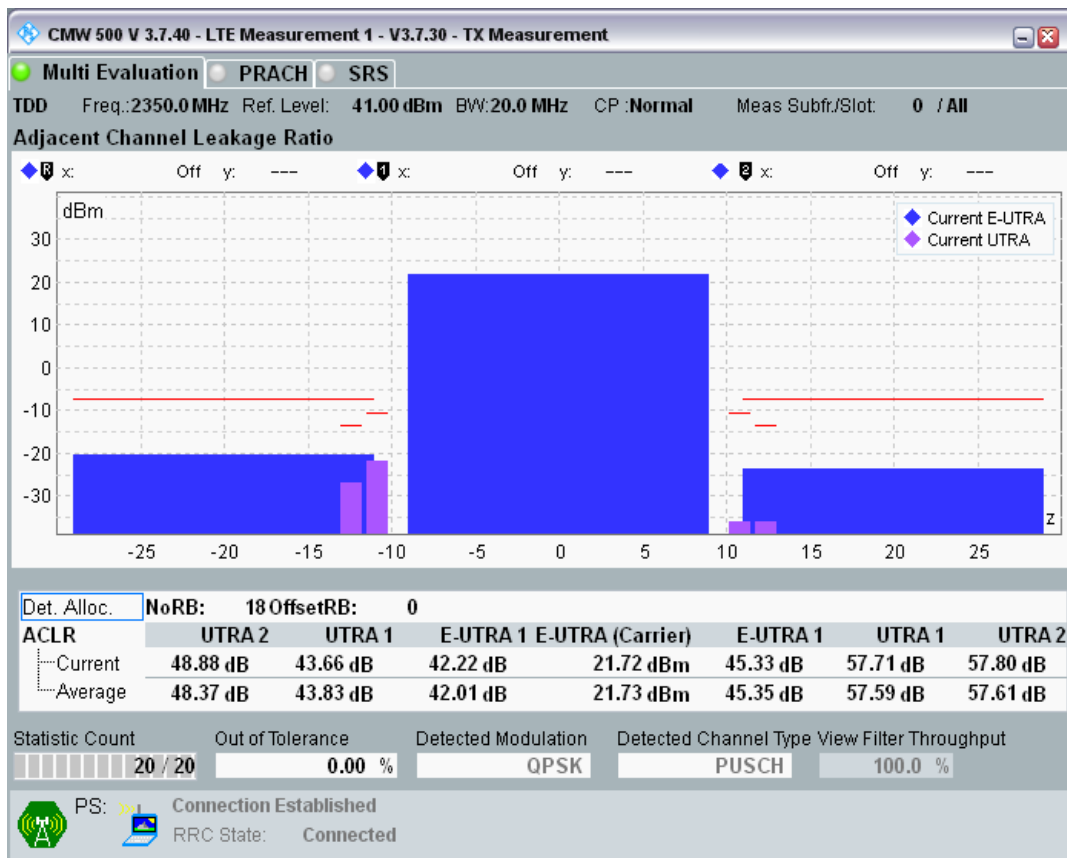 CMW 500 V 3.7.40 - LTE Measurement 1 - V3.7.30 - TX Measurement
Multi Evaluation PRACH SRS
TDD Freq.:2350.0 MHz Ref. Level: 41.00 dBm BW:20.0 MHz CP :Normal Meas Subfr./Slot: 0 / All
Adjacent Channel Leakage Ratio
R x: Off y: --- 1 x: Off y: --- 2 x: Off y: ---
dBm
Current E-UTRA
Current UTRA
30
20
10
0
-10
-20
-30
z
-25 -20 -15 -10 -5 0 5 10 15 20 25
Det. Alloc. NoRB: 18 OffsetRB: 0
ACLR UTRA 2 UTRA 1 E-UTRA 1 E-UTRA (Carrier) E-UTRA 1 UTRA 1 UTRA 2
Current 48.88 dB 43.66 dB 42.22 dB 21.72 dBm 45.33 dB 57.71 dB 57.80 dB
Average 48.37 dB 43.83 dB 42.01 dB 21.73 dBm 45.35 dB 57.59 dB 57.61 dB
Statistic Count Out of Tolerance Detected Modulation Detected Channel Type View Filter Throughput
20 / 20 0.00 % QPSK PUSCH 100.0 %
PS: Connection Established
RRC State: Connected